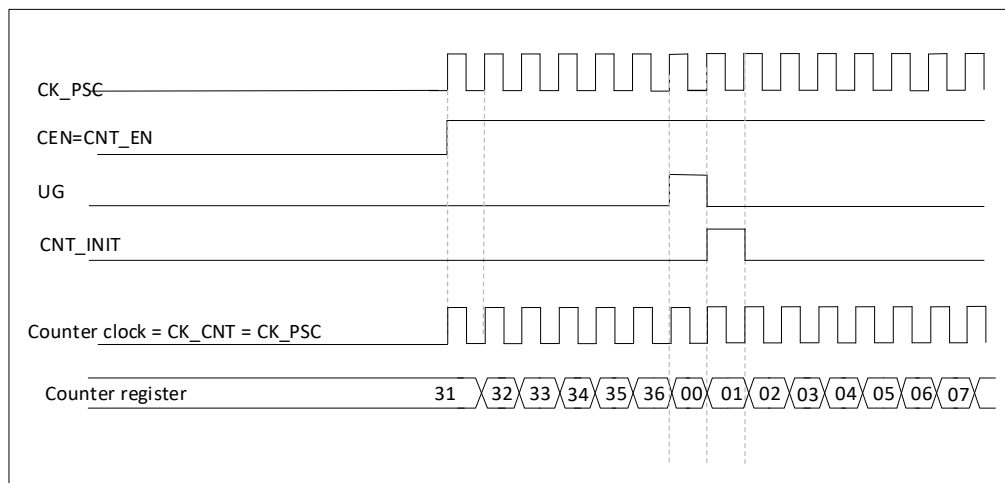 CK_PSC
CEN=CNT_EN
UG
CNT_INIT
Counter clock = CK_CNT = CK_PSC
Counter register 31 32 33 34 35 36 00 01 02 03 04 05 06 07